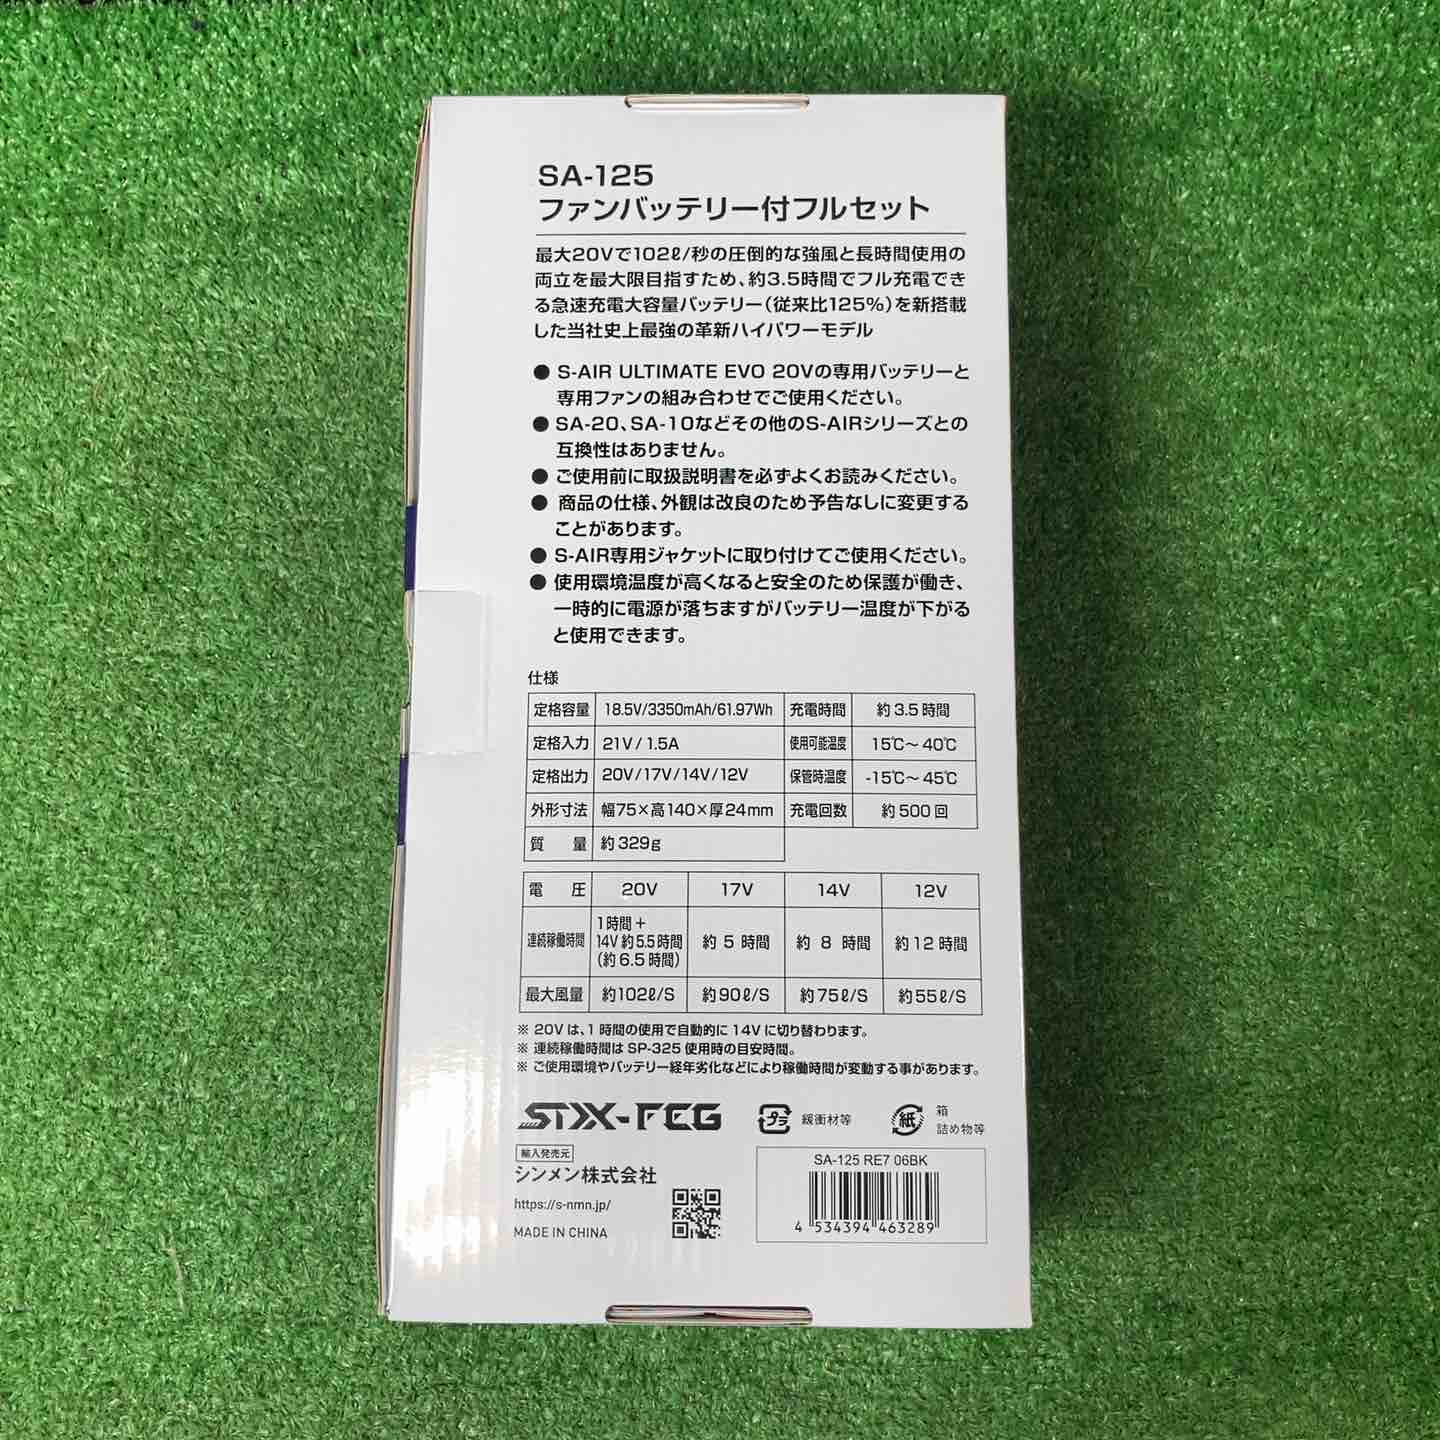 SA-125
ファンバッテリー付フルセット
最大20Vで102ℓ/秒の圧倒的な強風と長時間使用の
両立を最大限目指すため、約3.5時間でフル充電でき
る急速充電大容量バッテリー(従来比125%)を新搭載
した当社史上最強の革新ハイパワーモデル
● S-AIR ULTIMATE EVO 20Vの専用バッテリーと
専用ファンの組み合わせでご使用ください。
● SA-20、SA-10などその他のS-AIRシリーズとの
互換性はありません。
● ご使用前に取扱説明書を必ずよくお読みください。
● 商品の仕様、外観は改良のため予告なしに変更する
ことがあります。
● S-AIR専用ジャケットに取り付けてご使用ください。
● 使用環境温度が高くなると安全のため保護が働き、
一時的に電源が落ちますがバッテリー温度が下がる
と使用できます。
仕様
定格容量 18.5V/3350mAh/61.97Wh 充電時間 約3.5時間
定格入力 21V/1.5A 使用可能温度 15℃~40℃
定格出力 20V/17V/14V/12V 保管時温度 -15℃~45℃
外形寸法 幅75×高140×厚24mm 充電回数 約500回
質量 約329g
電圧 20V 17V 14V 12V
連続稼働時間 1時間+ 14V約5.5時間 (約6.5時間) 約5時間 約8時間 約12時間
最大風量 約102ℓ/S 約90ℓ/S 約75ℓ/S 約55ℓ/S
※ 20Vは、1時間の使用で自動的に14Vに切り替わります。
※ 連続稼働時間はSP-325使用時の目安時間。
※ ご使用環境やバッテリー経年劣化などにより稼働時間が変動する事があります。
プラ 緩衝材等
紙 箱
詰め物等
輸入発売元
シンメン株式会社
https://s-nmn.jp/
MADE IN CHINA
SA-125 RE7 06BK
4 534394 463289